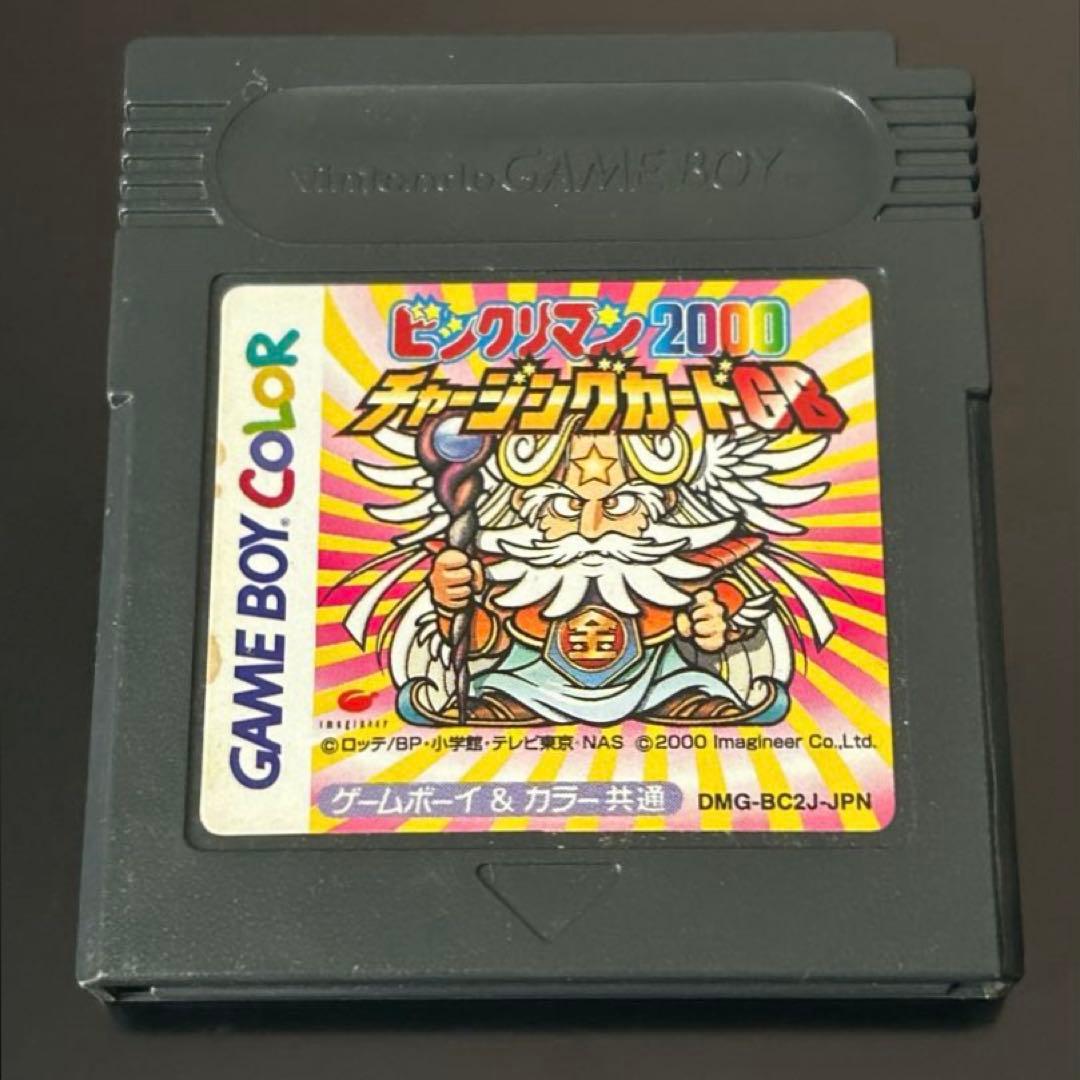 Nintendo GAME BOY
GAME BOY COLOR
ビックリマン2000
チャージングカードGB
金
imagineer
©ロッテ/BP・小学館・テレビ東京・NAS ©2000 Imagineer Co.,Ltd.
ゲームボーイ & カラー共通 DMG-BC2J-JPN